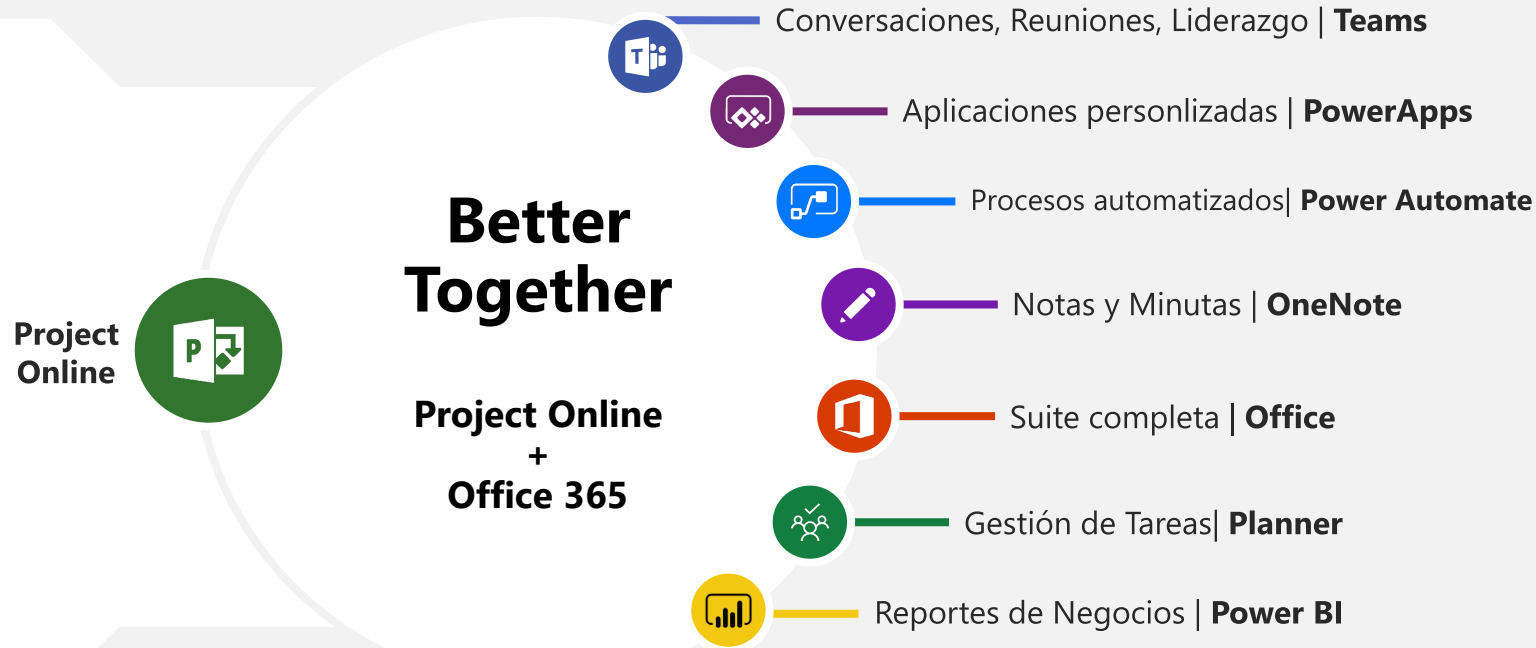 Conversaciones, Reuniones, Liderazgo | Teams
Aplicaciones personlizadas | PowerApps
Procesos automatizados| Power Automate
Notas y Minutas | OneNote
Suite completa | Office
Gestión de Tareas| Planner
Reportes de Negocios | Power BI
Better
Together
Project Online
+
Office 365
Project
Online
P
T